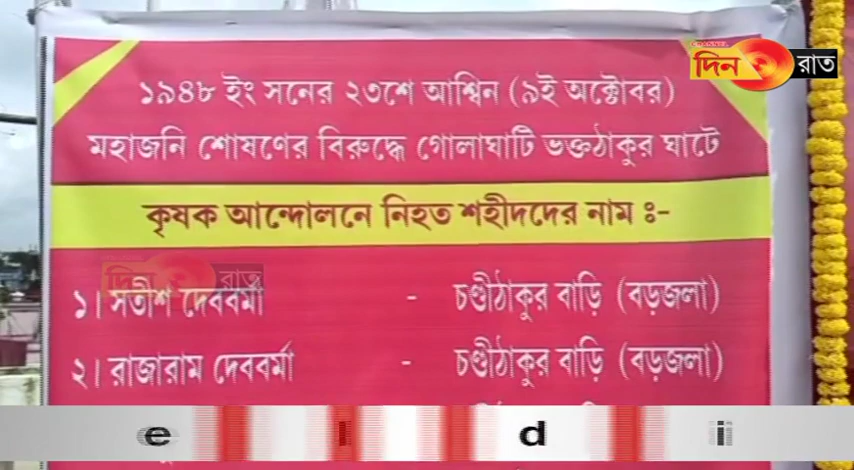 CHANNEL
দিন রাত
১৯৪৮ ইং সনের ২৩শে আশ্বিন (৯ই অক্টোবর)
মহাজনি শোষণের বিরুদ্ধে গোলাঘাটি ভক্তঠাকুর ঘাটে
কৃষক আন্দোলনে নিহত শহীদদের নাম ঃ-
দিন রাত
১। সতীশ দেববর্মা - চণ্ডীঠাকুর বাড়ি (বড়জলা)
২। রাজারাম দেববর্মা - চণ্ডীঠাকুর বাড়ি (বড়জলা)
e l d i